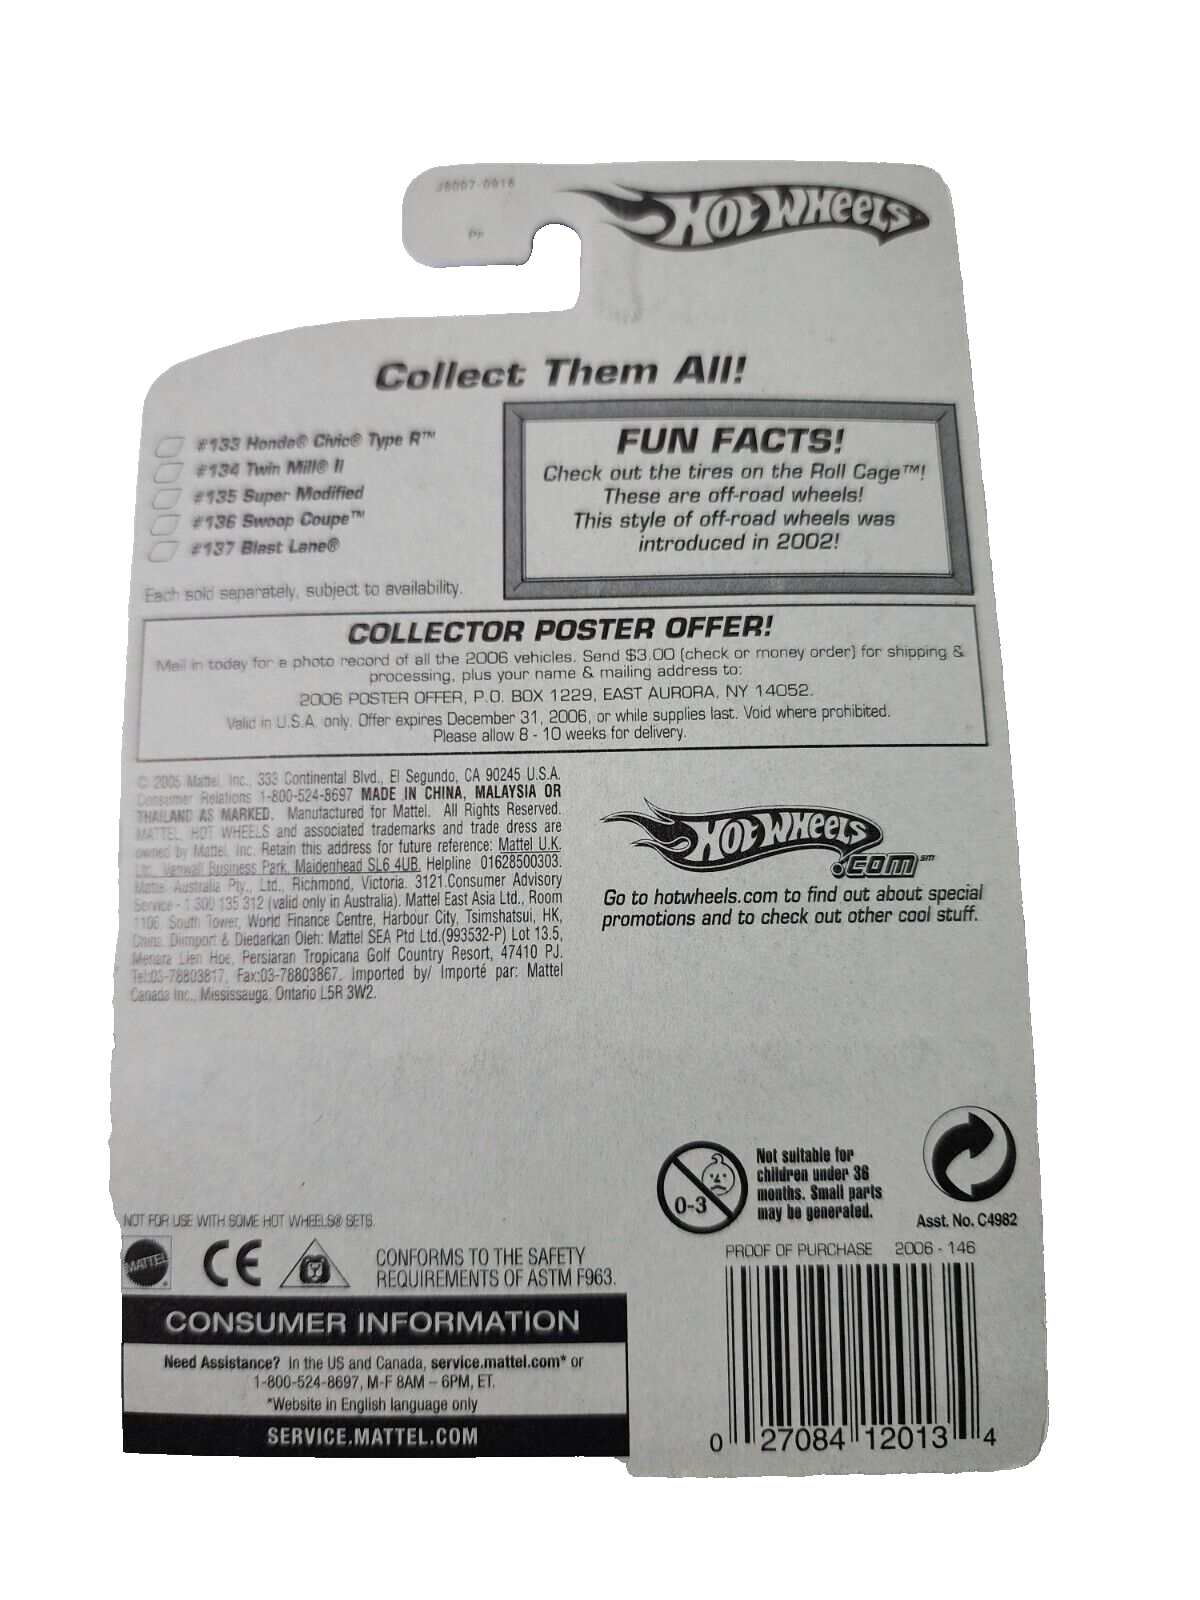 38007-0916
HOT WHEELS
Collect Them All!
#133 Honda® Civic® Type R™
#134 Twin Mill® II
#135 Super Modified
#136 Swoop Coupe™
#137 Blast Lane®
Each sold separately, subject to availability.
FUN FACTS!
Check out the tires on the Roll Cage™!
These are off-road wheels!
This style of off-road wheels was
introduced in 2002!
COLLECTOR POSTER OFFER!
Mail in today for a photo record of all the 2006 vehicles. Send $3.00 (check or money order) for shipping &
processing, plus your name & mailing address to:
2006 POSTER OFFER, P.O. BOX 1229, EAST AURORA, NY 14052.
Valid in U.S.A. only. Offer expires December 31, 2006, or while supplies last. Void where prohibited.
Please allow 8 - 10 weeks for delivery.
© 2005 Mattel, Inc., 333 Continental Blvd., El Segundo, CA 90245 U.S.A.
Consumer Relations 1-800-524-8697 MADE IN CHINA, MALAYSIA OR
THAILAND AS MARKED. Manufactured for Mattel. All Rights Reserved.
MATTEL, HOT WHEELS and associated trademarks and trade dress are
owned by Mattel, Inc. Retain this address for future reference: Mattel U.K.
Ltd., Vanwall Business Park, Maidenhead SL6 4UB. Helpline 01628500303.
Mattel Australia Pty., Ltd., Richmond, Victoria. 3121.Consumer Advisory
Service - 1 300 135 312 (valid only in Australia). Mattel East Asia Ltd., Room
1106, South Tower, World Finance Centre, Harbour City, Tsimshatsui, HK,
China. Diimport & Diedarkan Oleh: Mattel SEA Ptd Ltd.(993532-P) Lot 13.5,
Menara Lien Hoe, Persiaran Tropicana Golf Country Resort, 47410 PJ.
Tel:03-78803817, Fax:03-78803867. Imported by/ Importé par: Mattel
Canada Inc., Mississauga, Ontario L5R 3W2.
HOT WHEELS
.COM℠
Go to hotwheels.com to find out about special
promotions and to check out other cool stuff.
0-3
Not suitable for
children under 36
months. Small parts
may be generated.
Asst. No. C4982
NOT FOR USE WITH SOME HOT WHEELS® SETS.
MATTEL
CE
CONFORMS TO THE SAFETY
REQUIREMENTS OF ASTM F963.
CONSUMER INFORMATION
Need Assistance? In the US and Canada, service.mattel.com* or
1-800-524-8697, M-F 8AM – 6PM, ET.
*Website in English language only
SERVICE.MATTEL.COM
PROOF OF PURCHASE 2006 - 146
0 27084 12013 4